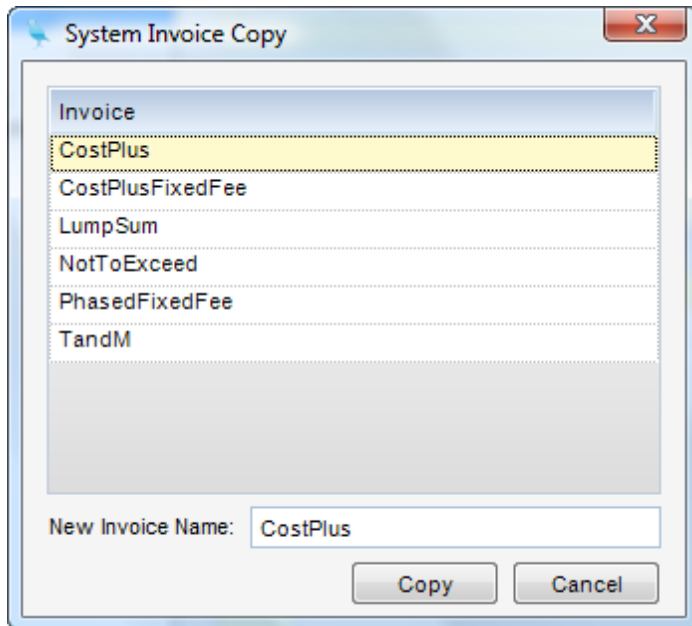 System Invoice Copy
Invoice
CostPlus
CostPlusFixedFee
LumpSum
NotToExceed
PhasedFixedFee
TandM
New Invoice Name: CostPlus
Copy Cancel